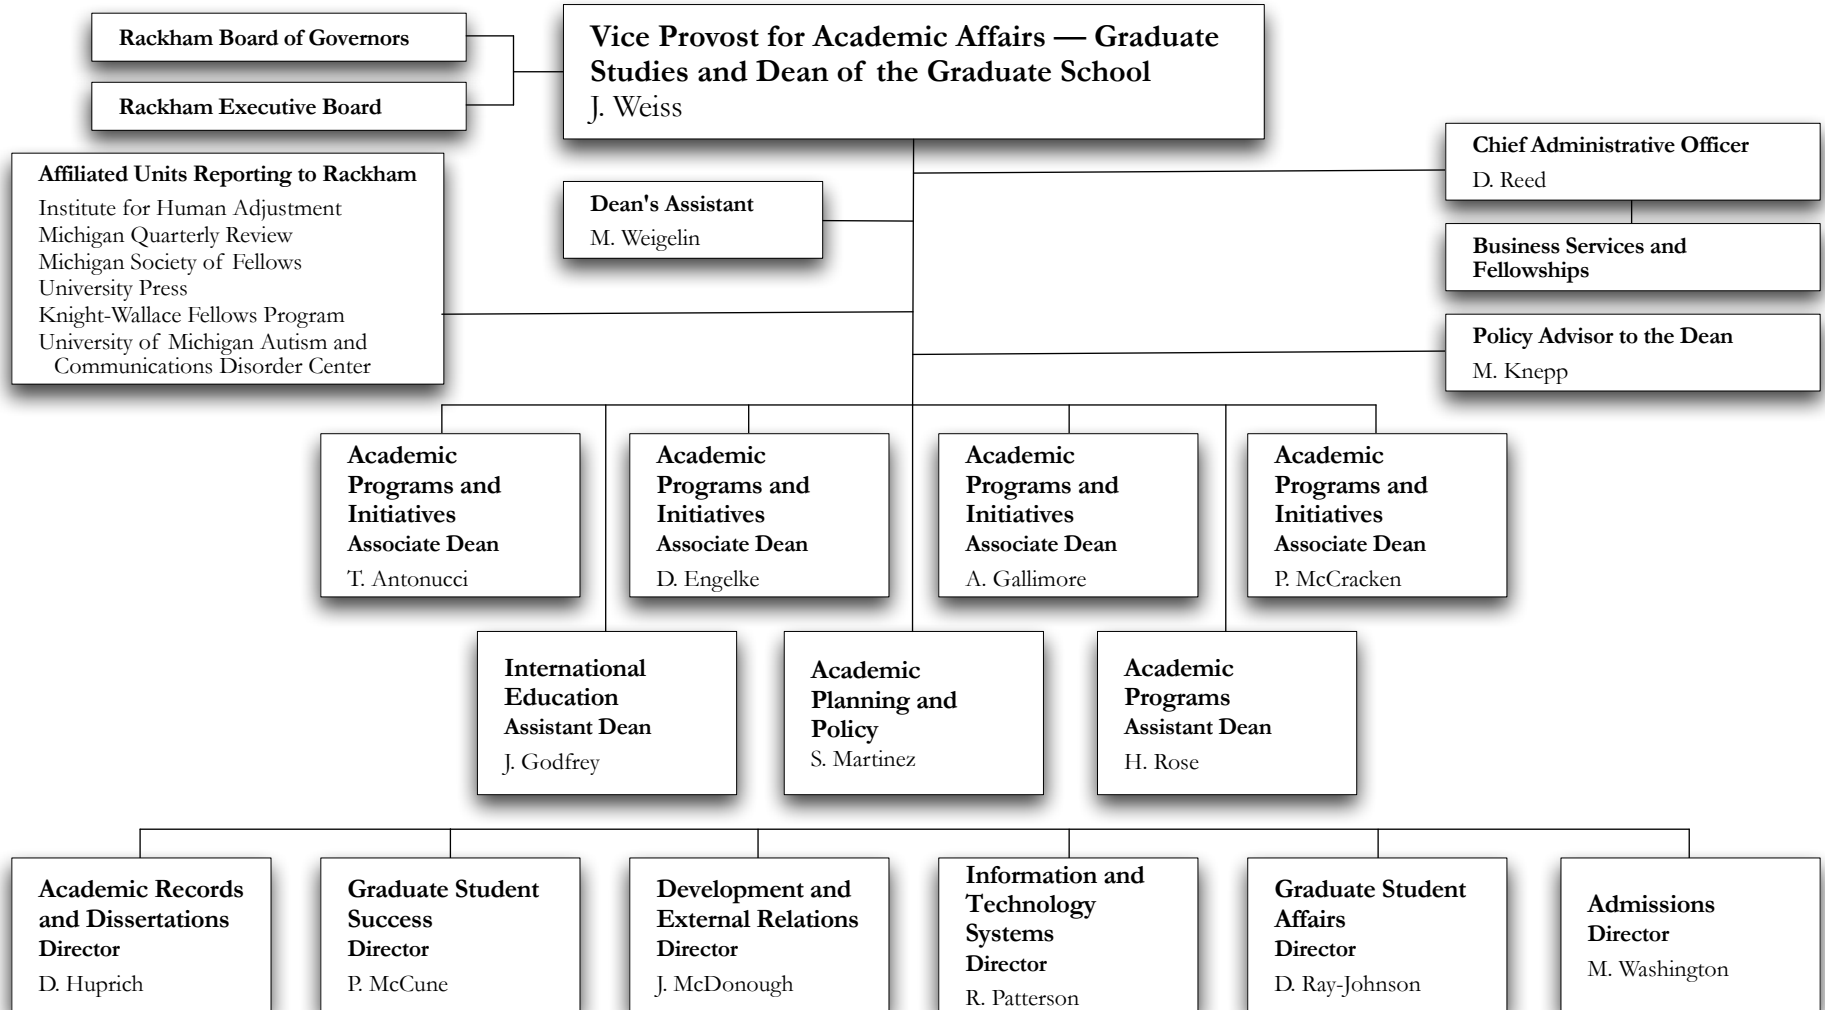 Rackham Board of Governors
Rackham Executive Board
Vice Provost for Academic Affairs — Graduate
Studies and Dean of the Graduate School
J. Weiss
Affiliated Units Reporting to Rackham
Institute for Human Adjustment
Michigan Quarterly Review
Michigan Society of Fellows
University Press
Knight-Wallace Fellows Program
University of Michigan Autism and
Communications Disorder Center
Dean's Assistant
M. Weigelin
Chief Administrative Officer
D. Reed
Business Services and
Fellowships
Policy Advisor to the Dean
M. Knepp
Academic
Programs and
Initiatives
Associate Dean
T. Antonucci
Academic
Programs and
Initiatives
Associate Dean
D. Engelke
Academic
Programs and
Initiatives
Associate Dean
A. Gallimore
Academic
Programs and
Initiatives
Associate Dean
P. McCracken
International
Education
Assistant Dean
J. Godfrey
Academic
Planning and
Policy
S. Martinez
Academic
Programs
Assistant Dean
H. Rose
Academic Records
and Dissertations
Director
D. Huprich
Graduate Student
Success
Director
P. McCune
Development and
External Relations
Director
J. McDonough
Information and
Technology
Systems
Director
R. Patterson
Graduate Student
Affairs
Director
D. Ray-Johnson
Admissions
Director
M. Washington